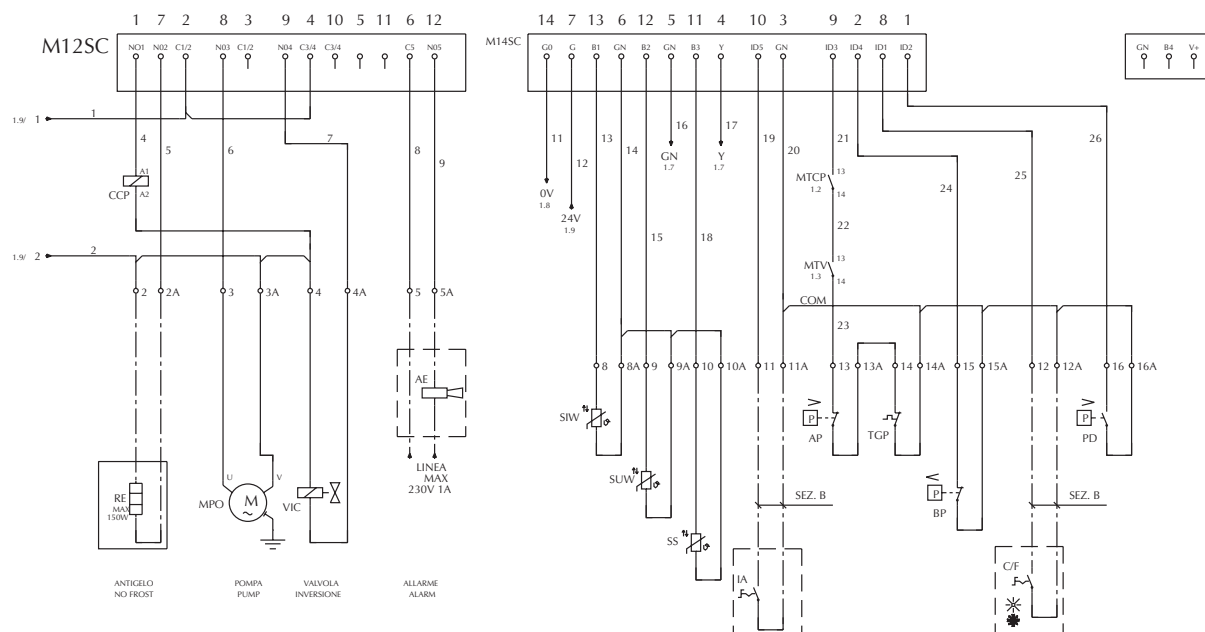 1 7 2 8 3 9 4 10 5 11 6 12
M12SC
NO1 N02 C1/2 N03 C1/2 N04 C3/4 C3/4 C5 N05
14 7 13 6 12 5 11 4 10 3 9 2 8 1
M14SC
G0 G B1 GN B2 GN B3 Y ID5 GN ID3 ID4 ID1 ID2
GN B4 V+
1.9/ 1
1
4 5 6 7 8 9
11 12 13 14 16 17 19 20 21 26
GN
1.7
Y
1.7
A1
CCP
A2
0V
1.8
24V
1.9
MTCP
1.2
13
14
24 25
22
15 18
1.9/ 2
2
MTV
1.3
13
14
COM
23
2 2A 3 3A 4 4A 5 5A
8 8A 9 9A 10 10A 11 11A 13 13A 14 14A 15 15A 12 12A 16 16A
AE
SIW
P
AP
TGP
P
PD
LINEA
MAX
230V 1A
SUW
P
BP
RE
MAX
150W
MPO
U
V
M
~
VIC
SEZ. B
SEZ. B
SS
IA
C/F
ANTIGELO
NO FROST
POMPA
PUMP
VALVOLA
INVERSIONE
ALLARME
ALARM